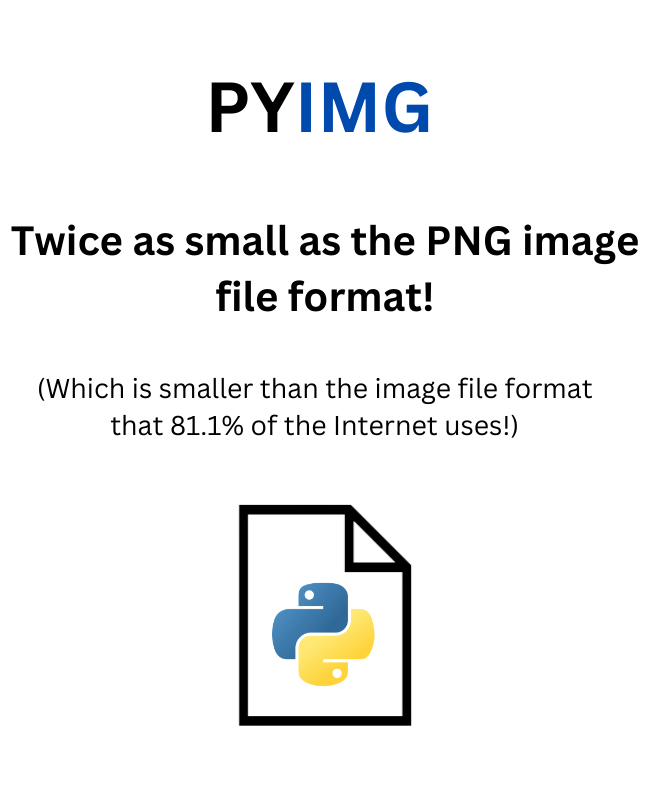 PYIMG
Twice as small as the PNG image
file format!
(Which is smaller than the image file format
that 81.1% of the Internet uses!)